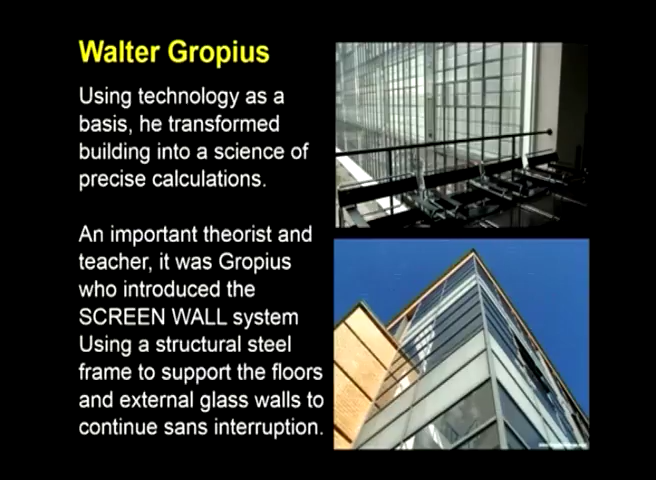 Walter Gropius
Using technology as a
basis, he transformed
building into a science of
precise calculations.
An important theorist and
teacher, it was Gropius
who introduced the
SCREEN WALL system
Using a structural steel
frame to support the floors
and external glass walls to
continue sans interruption.